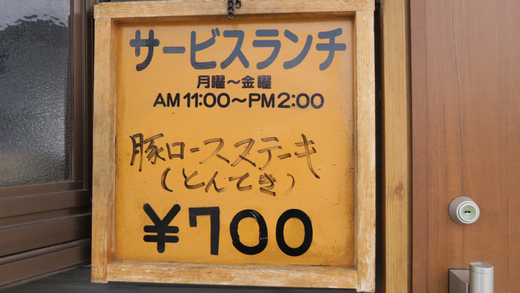 サービスランチ
月曜～金曜
AM11:00～PM2:00
豚ロースステーキ
(とんてき)
¥700